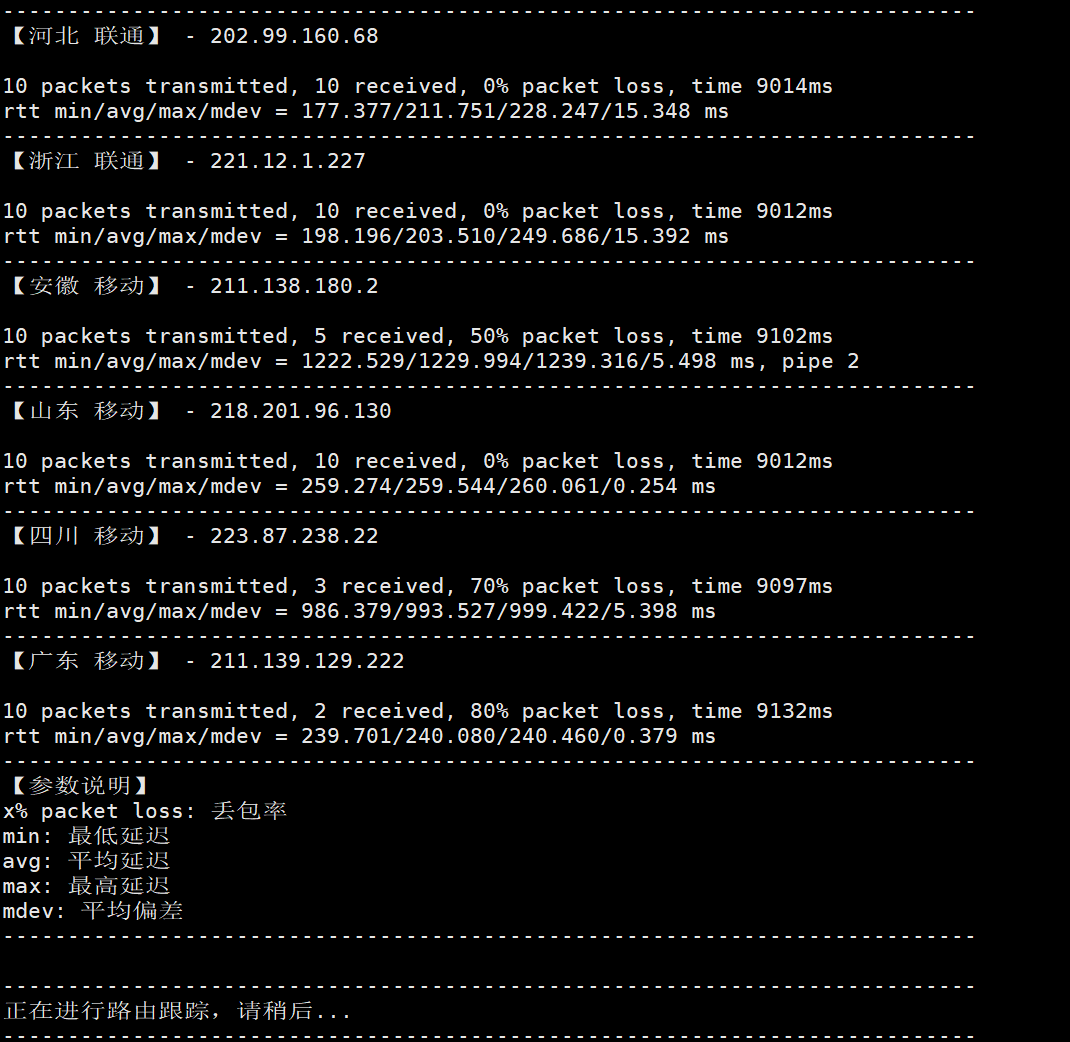 ---------------------------------------------------------------------------
【河北 联通】 - 202.99.160.68
10 packets transmitted, 10 received, 0% packet loss, time 9014ms
rtt min/avg/max/mdev = 177.377/211.751/228.247/15.348 ms
---------------------------------------------------------------------------
【浙江 联通】 - 221.12.1.227
10 packets transmitted, 10 received, 0% packet loss, time 9012ms
rtt min/avg/max/mdev = 198.196/203.510/249.686/15.392 ms
---------------------------------------------------------------------------
【安徽 移动】 - 211.138.180.2
10 packets transmitted, 5 received, 50% packet loss, time 9102ms
rtt min/avg/max/mdev = 1222.529/1229.994/1239.316/5.498 ms, pipe 2
---------------------------------------------------------------------------
【山东 移动】 - 218.201.96.130
10 packets transmitted, 10 received, 0% packet loss, time 9012ms
rtt min/avg/max/mdev = 259.274/259.544/260.061/0.254 ms
---------------------------------------------------------------------------
【四川 移动】 - 223.87.238.22
10 packets transmitted, 3 received, 70% packet loss, time 9097ms
rtt min/avg/max/mdev = 986.379/993.527/999.422/5.398 ms
---------------------------------------------------------------------------
【广东 移动】 - 211.139.129.222
10 packets transmitted, 2 received, 80% packet loss, time 9132ms
rtt min/avg/max/mdev = 239.701/240.080/240.460/0.379 ms
---------------------------------------------------------------------------
【参数说明】
x% packet loss: 丢包率
min: 最低延迟
avg: 平均延迟
max: 最高延迟
mdev: 平均偏差
---------------------------------------------------------------------------
---------------------------------------------------------------------------
正在进行路由跟踪，请稍后...
---------------------------------------------------------------------------